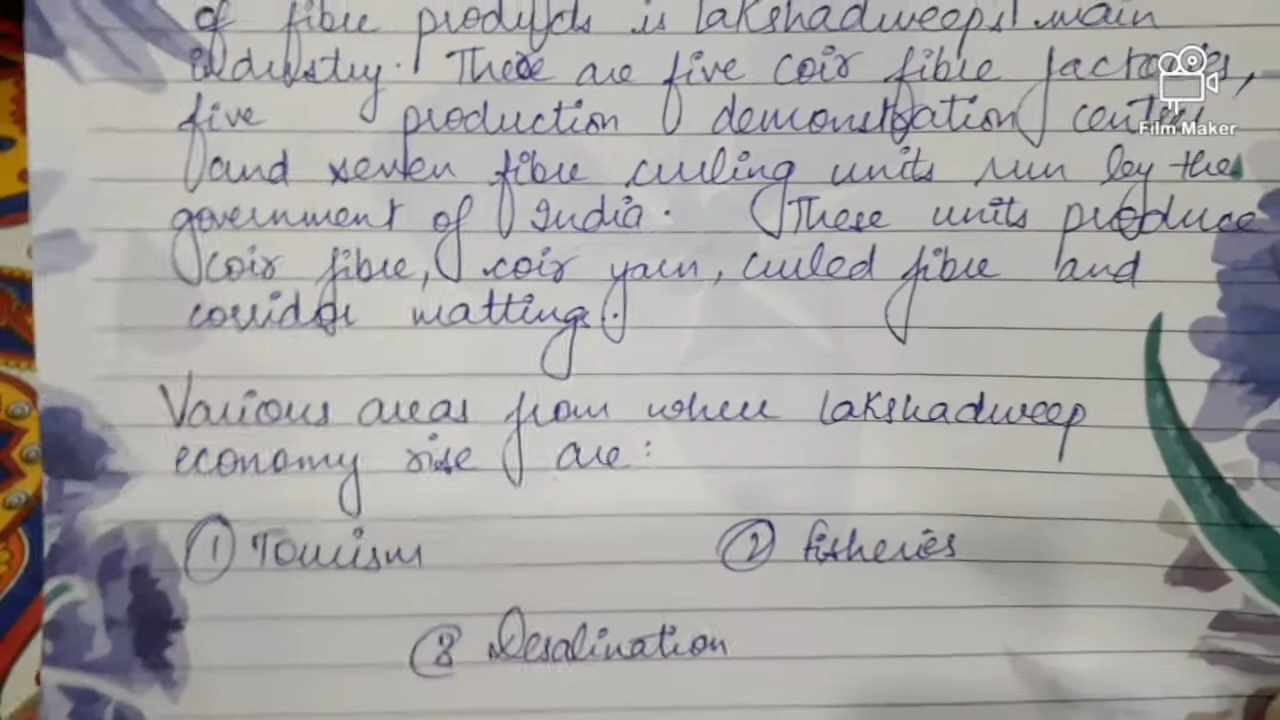 of fibre products is lakshadweeps' main
industry. There are five coir fibre factories,
five production demonstration centres
and seven fibre curling units run by the
government of India. These units produce
coir fibre, coir yarn, curled fibre and
corridor mattings.
Various areas from where lakshadweep
economy rise are:
① Tourism ② fisheries
③ Desalination
Film Maker